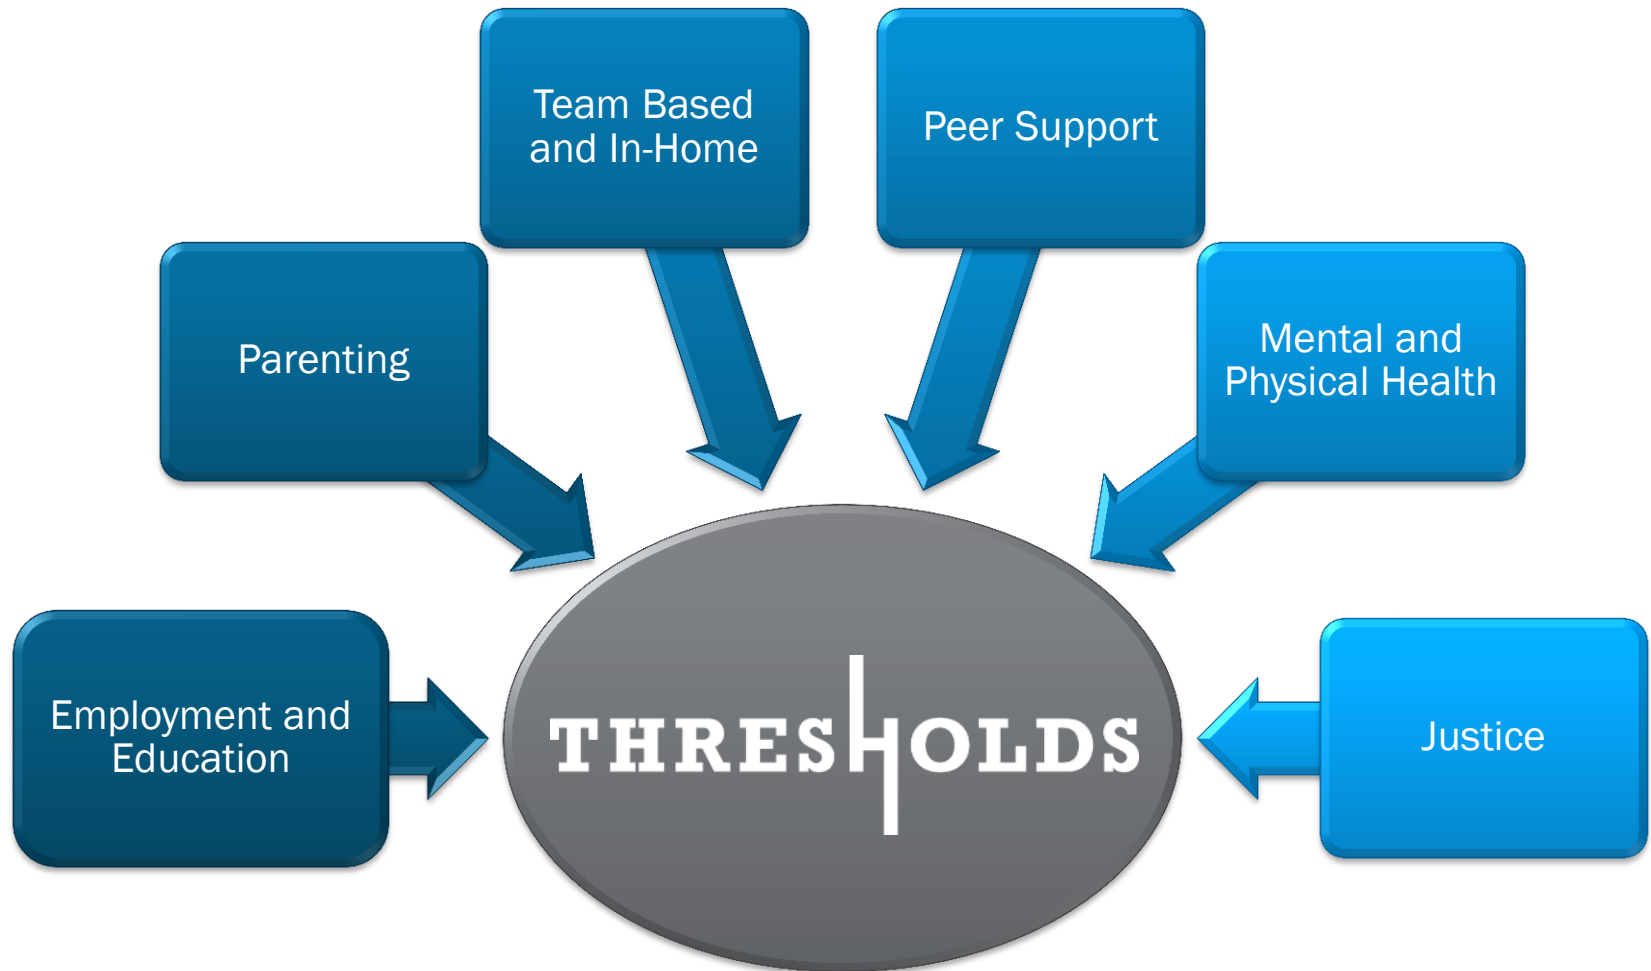 Team Based
and In-Home
Peer Support
Parenting
Mental and
Physical Health
Employment and
Education
THRESHOLDS
Justice